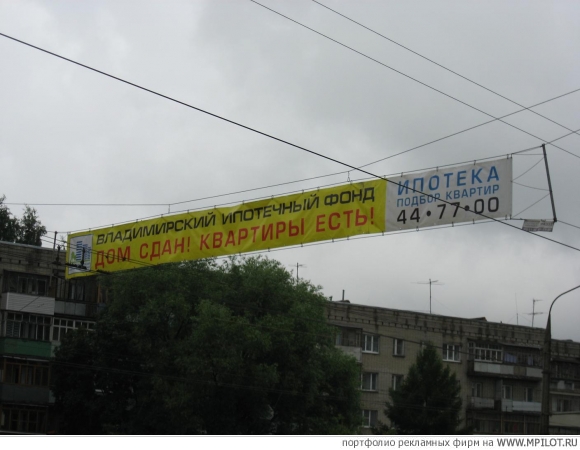 ВЛАДИМИРСКИЙ ИПОТЕЧНЫЙ ФОНД
ДОМ СДАН! КВАРТИРЫ ЕСТЬ!
ИПОТЕКА
ПОДБОР КВАРТИР
44•77•00
портфолио рекламных фирм на WWW.MPILOT.RU